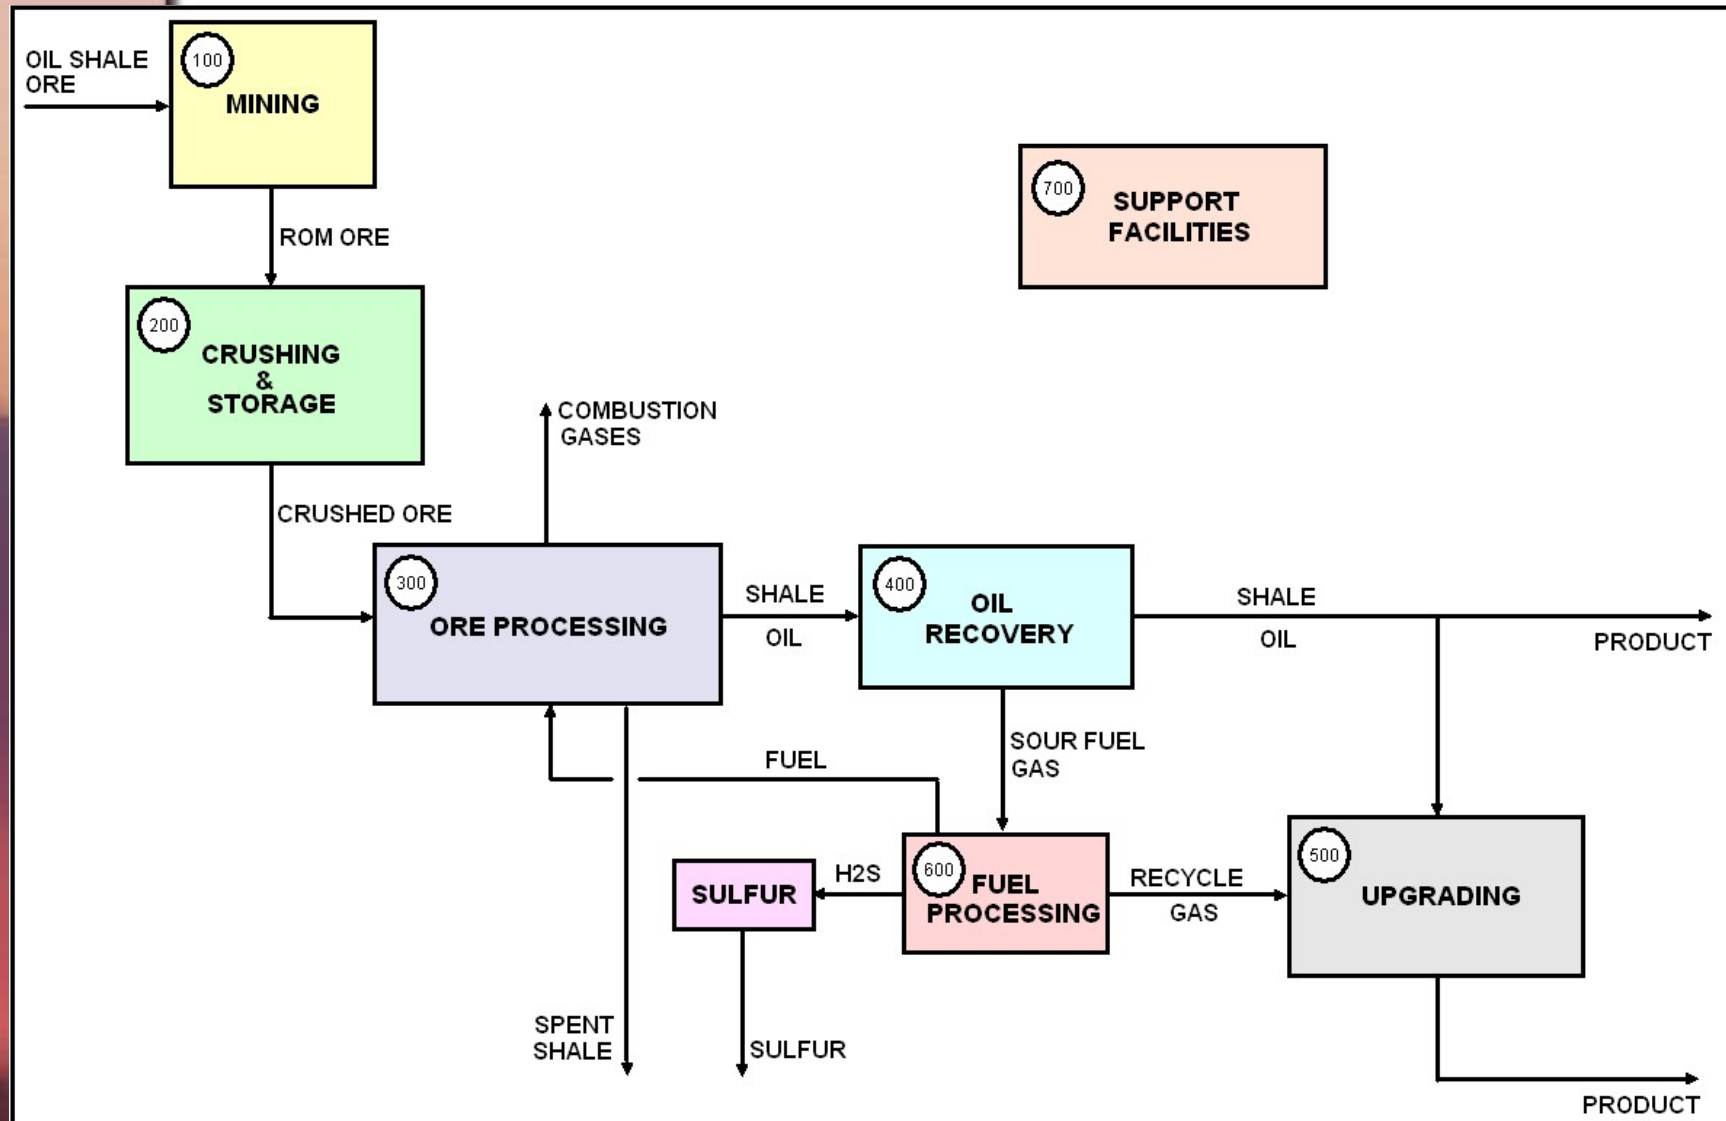 OIL SHALE
ORE
100
MINING
ROM ORE
700
SUPPORT
FACILITIES
200
CRUSHING
&
STORAGE
COMBUSTION
GASES
CRUSHED ORE
300
ORE PROCESSING
SHALE
OIL
400
OIL
RECOVERY
SHALE
OIL
PRODUCT
SOUR FUEL
GAS
FUEL
SULFUR
H2S
600
FUEL
PROCESSING
RECYCLE
GAS
500
UPGRADING
SPENT
SHALE
SULFUR
PRODUCT